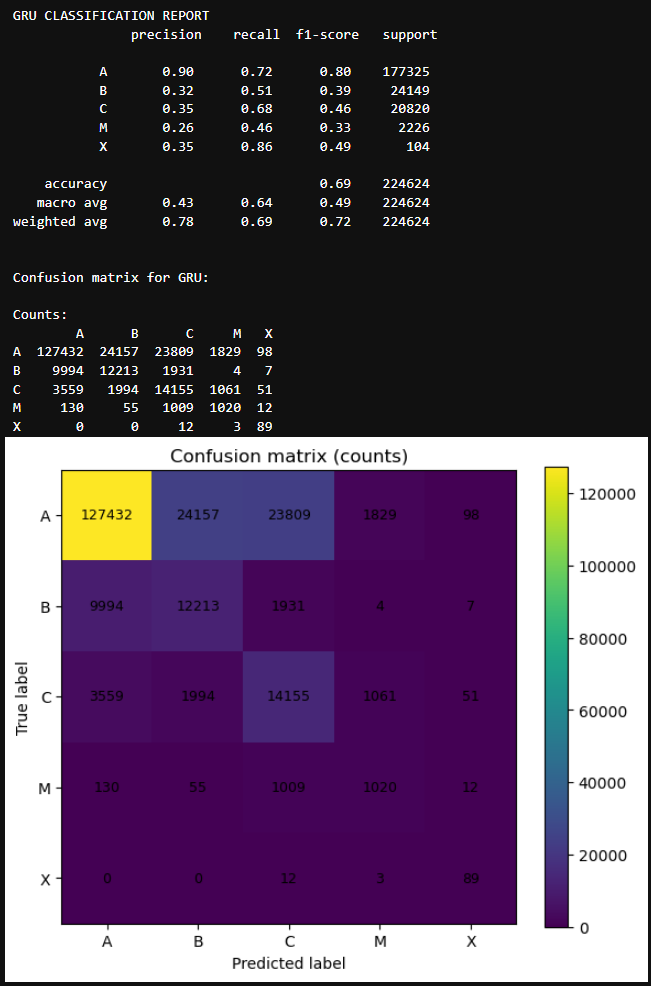 GRU CLASSIFICATION REPORT
precision recall f1-score support
A 0.90 0.72 0.80 177325
B 0.32 0.51 0.39 24149
C 0.35 0.68 0.46 20820
M 0.26 0.46 0.33 2226
X 0.35 0.86 0.49 104
accuracy 0.69 224624
macro avg 0.43 0.64 0.49 224624
weighted avg 0.78 0.69 0.72 224624
Confusion matrix for GRU:
Counts:
A B C M X
A 127432 24157 23809 1829 98
B 9994 12213 1931 4 7
C 3559 1994 14155 1061 51
M 130 55 1009 1020 12
X 0 0 12 3 89
Confusion matrix (counts)
True label
A 127432 24157 23809 1829 98
B 9994 12213 1931 4 7
C 3559 1994 14155 1061 51
M 130 55 1009 1020 12
X 0 0 12 3 89
A B C M X
Predicted label
120000
100000
80000
60000
40000
20000
0